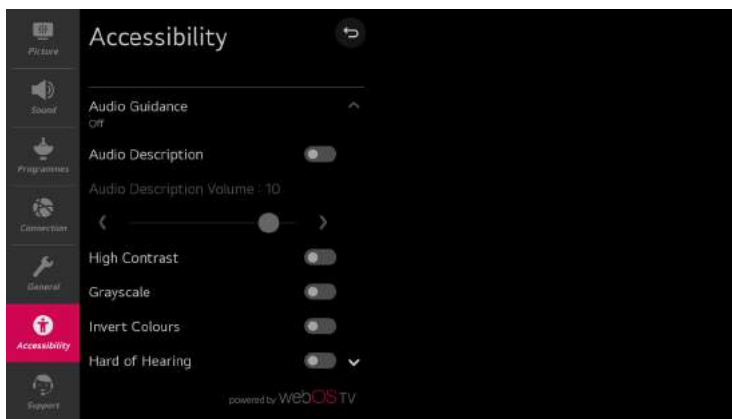 Picture
Sound
Programmes
Connection
General
Accessibility
Support
Accessibility
Audio Guidance
Off
Audio Description
Audio Description Volume : 10
High Contrast
Grayscale
Invert Colours
Hard of Hearing
powered by webOS TV